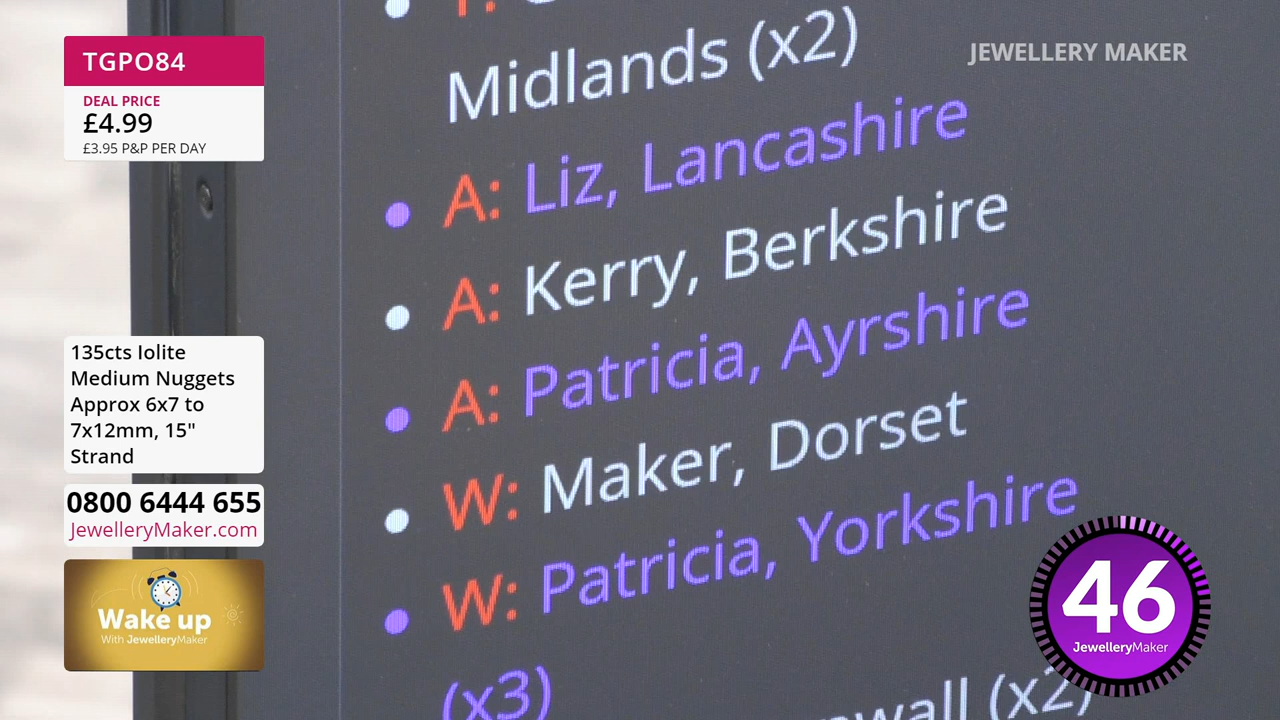 TGPO84
DEAL PRICE
£4.99
£3.95 P&P PER DAY
JEWELLERY MAKER
Midlands (x2)
A: Liz, Lancashire
A: Kerry, Berkshire
A: Patricia, Ayrshire
W: Maker, Dorset
W: Patricia, Yorkshire
(x3)
(x2)
135cts Iolite
Medium Nuggets
Approx 6x7 to
7x12mm, 15"
Strand
0800 6444 655
JewelleryMaker.com
Wake up
With JewelleryMaker
46
JewelleryMaker